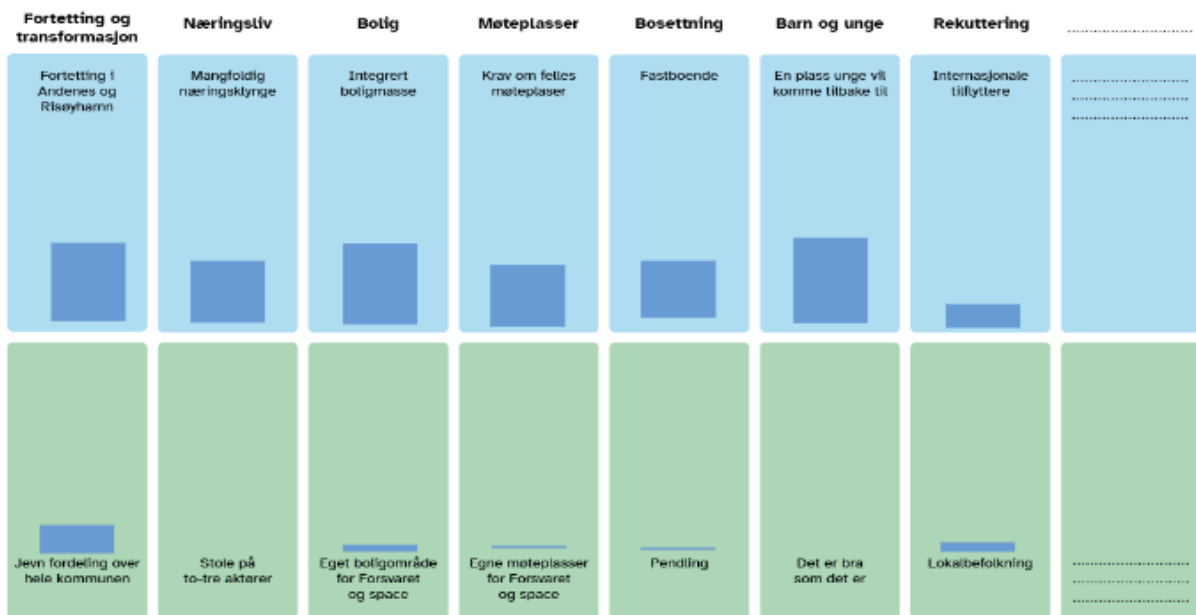 Fortetting og
transformasjon
Næringsliv
Bolig
Møteplasser
Bosettning
Barn og unge
Rekuttering
Fortetting i
Andenes og
Risøyhamn
Mangfoldig
næringsklynge
Integrert
boligmasse
Krav om felles
møteplaser
Fastboende
En plass unge vil
komme tilbake til
Internasjonale
tilflyttere
Jevn fordeling over
hele kommunen
Stole på
to-tre aktører
Eget boligområde
for Forsvaret
og space
Egne møteplasser
for Forsvaret
og space
Pendling
Det er bra
som det er
Lokalbefolkning